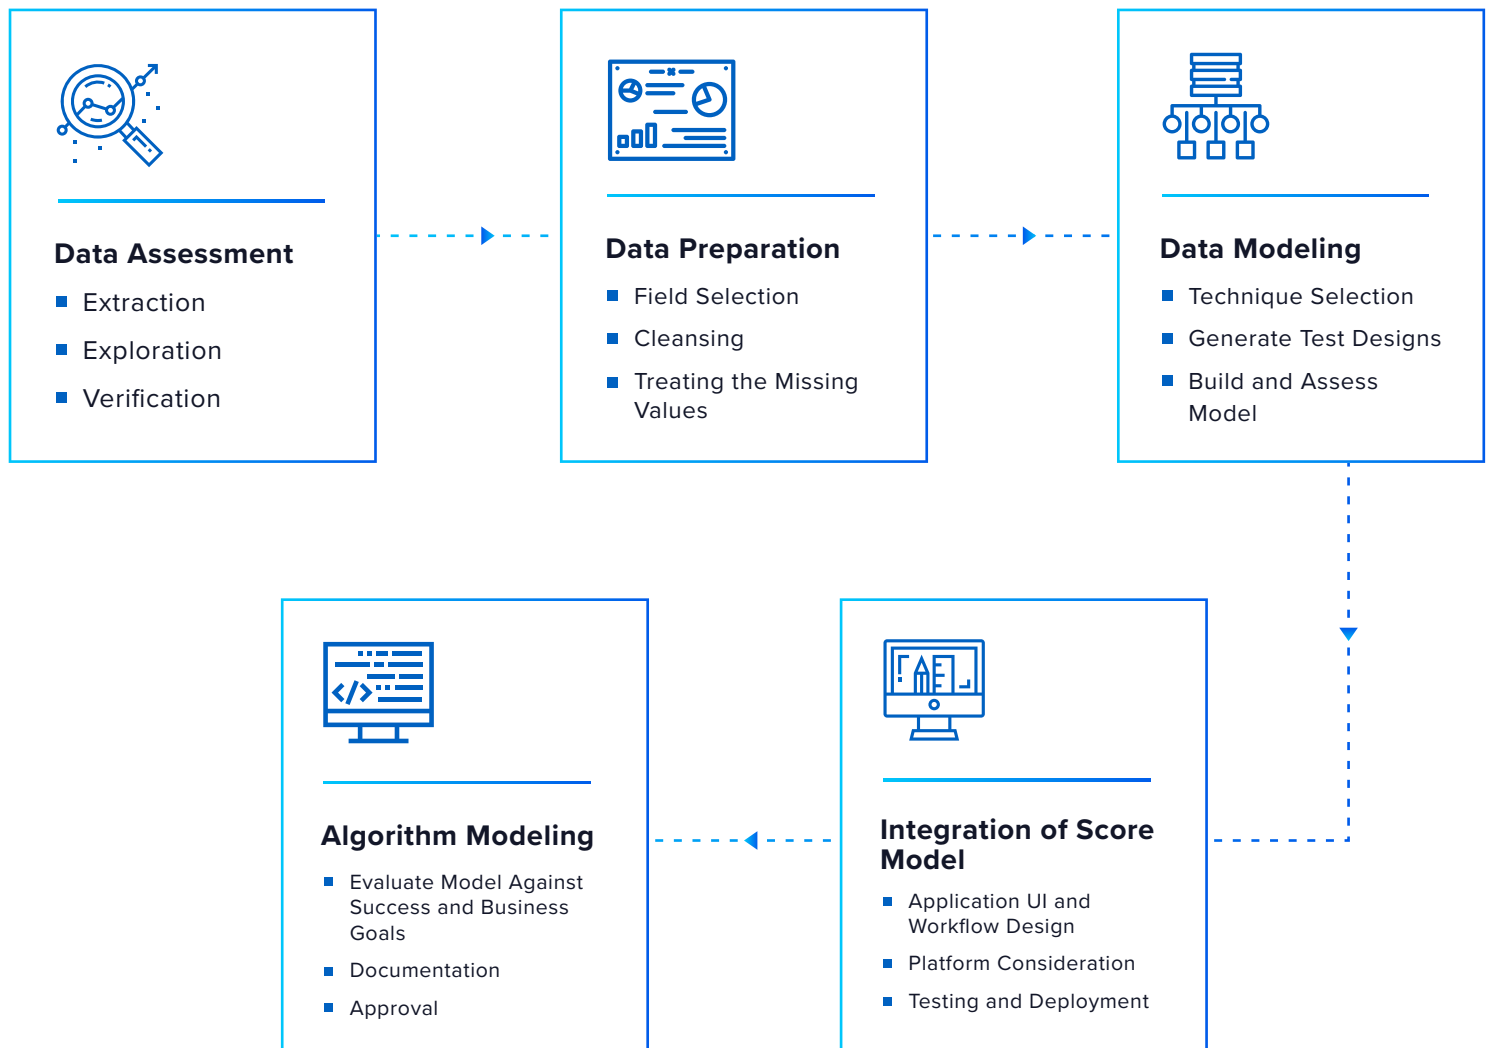 Data Assessment
Extraction
Exploration
Verification
Data Preparation
Field Selection
Cleansing
Treating the Missing
Values
Data Modeling
Technique Selection
Generate Test Designs
Build and Assess
Model
Integration of Score
Model
Application UI and
Workflow Design
Platform Consideration
Testing and Deployment
Algorithm Modeling
Evaluate Model Against
Success and Business
Goals
Documentation
Approval